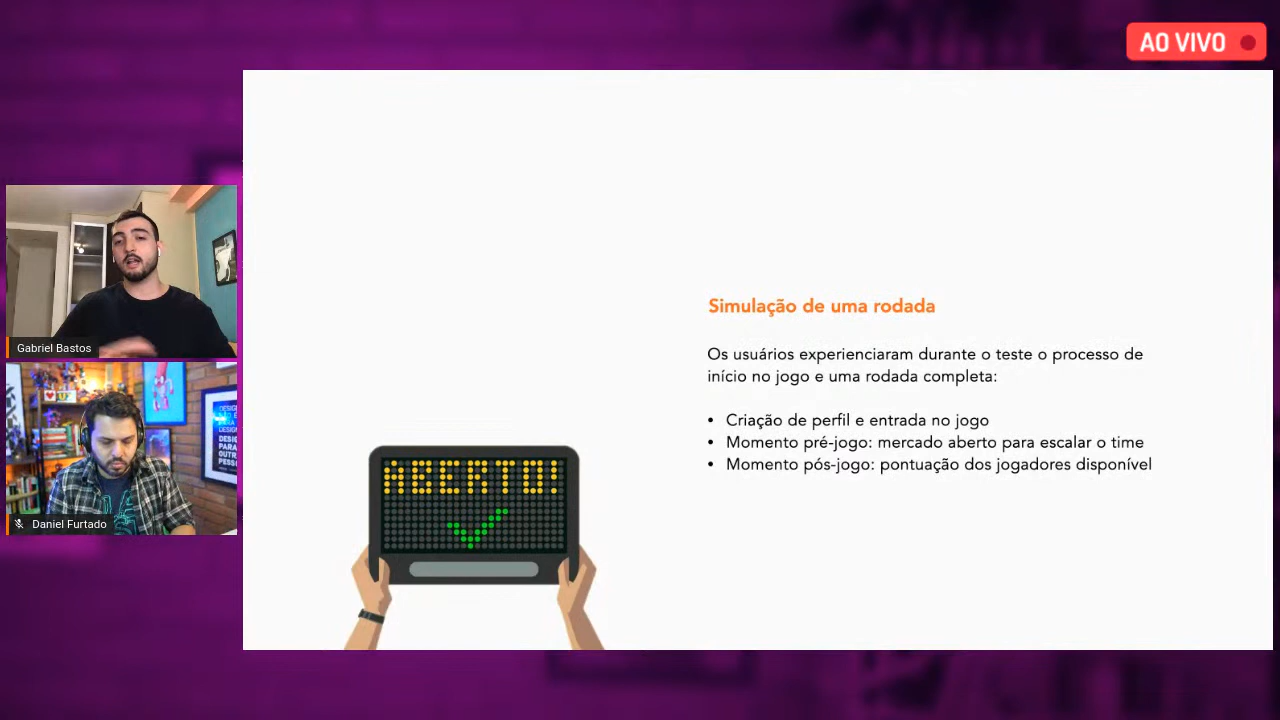 AO VIVO
Simulação de uma rodada
Os usuários experienciaram durante o teste o processo de
início no jogo e uma rodada completa:
• Criação de perfil e entrada no jogo
• Momento pré-jogo: mercado aberto para escalar o time
• Momento pós-jogo: pontuação dos jogadores disponível
ABERTO!
Gabriel Bastos
Daniel Furtado